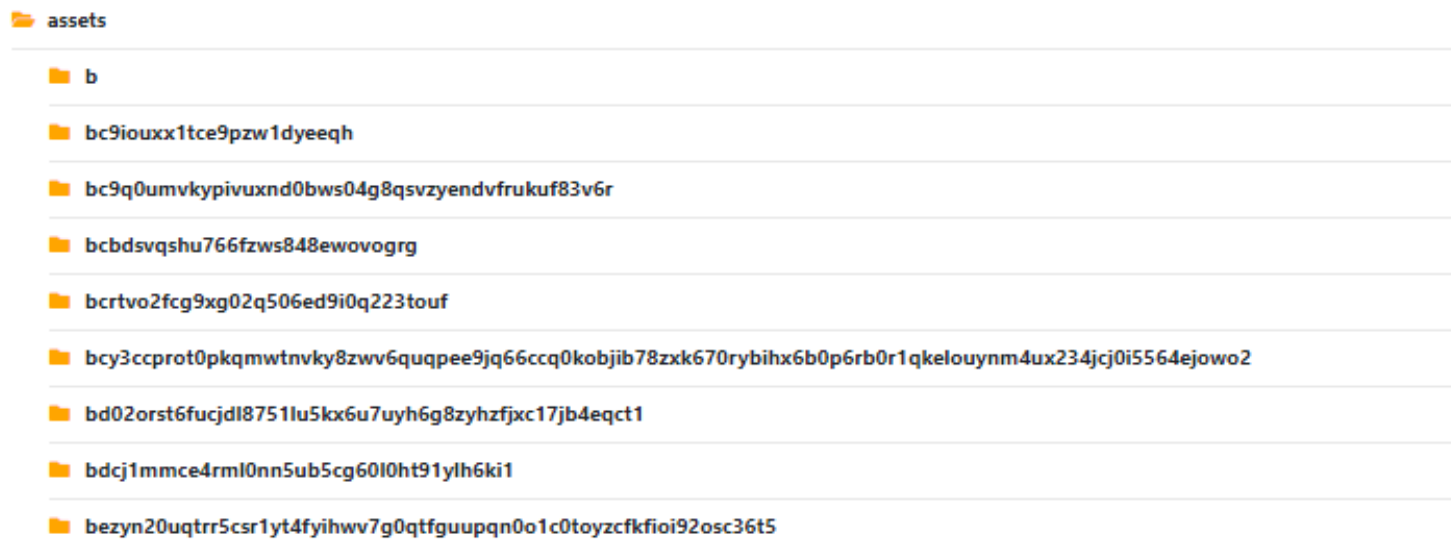 assets
b
bc9iouxx1tce9pzw1dyeeqh
bc9q0umvkypivuxnd0bws04g8qsvzyendvfrukuf83v6r
bcbdsvqshu766fzws848ewovogrg
bcrtvo2fcg9xg02q506ed9i0q223touf
bcy3ccprot0pkqmwtnvky8zwv6quqpee9jq66ccq0kobjib78zxk670rybihx6b0p6rb0r1qkelouynm4ux234jcj0i5564ejowo2
bd02orst6fucjdl8751lu5kx6u7uyh6g8zyhzfjxc17jb4eqct1
bdcj1mmce4rml0nn5ub5cg60l0ht91ylh6ki1
bezyn20uqtrr5csr1yt4fyihwv7g0qtfguupqn0o1c0toyzcfkfioi92osc36t5